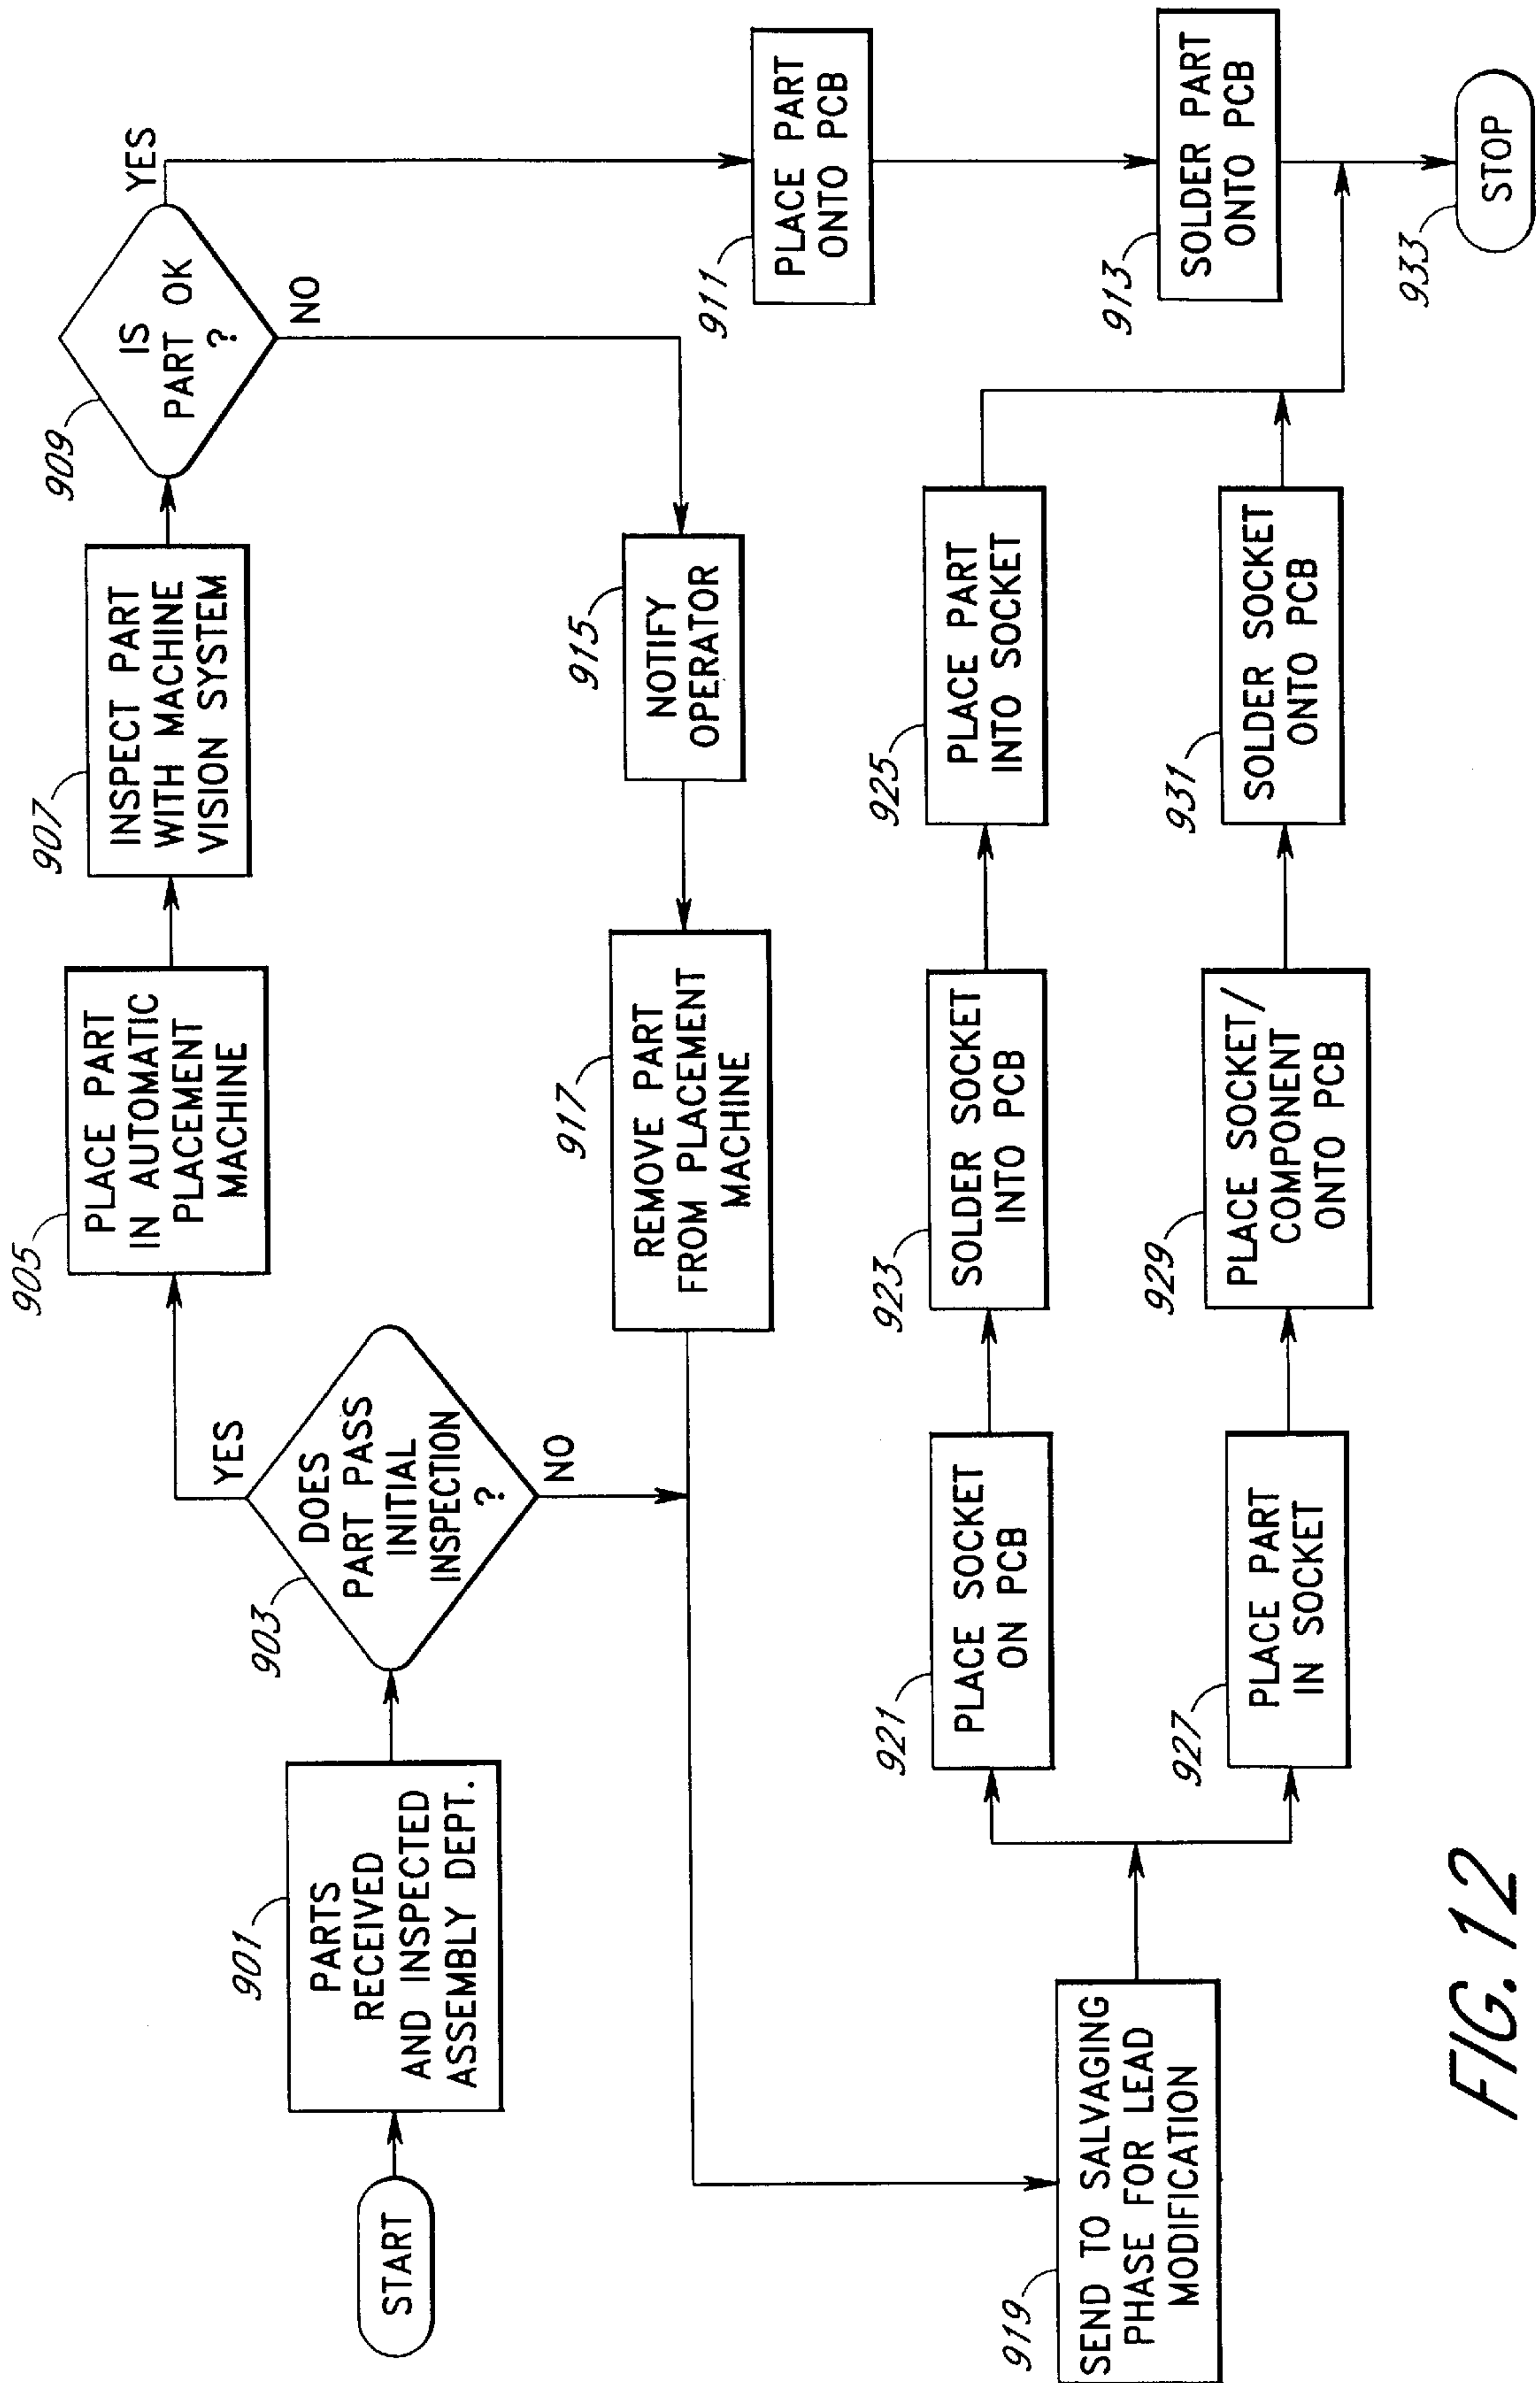 START
901
PARTS
RECEIVED
AND INSPECTED
ASSEMBLY DEPT.
903
DOES
PART PASS
INITIAL
INSPECTION
?
YES
NO
905
PLACE PART
IN AUTOMATIC
PLACEMENT
MACHINE
907
INSPECT PART
WITH MACHINE
VISION SYSTEM
909
IS
PART OK
?
YES
NO
911
PLACE PART
ONTO PCB
913
SOLDER PART
ONTO PCB
915
NOTIFY
OPERATOR
917
REMOVE PART
FROM PLACEMENT
MACHINE
919
SEND TO SALVAGING
PHASE FOR LEAD
MODIFICATION
921
PLACE SOCKET
ON PCB
923
SOLDER SOCKET
INTO PCB
925
PLACE PART
INTO SOCKET
927
PLACE PART
IN SOCKET
929
PLACE SOCKET/
COMPONENT
ONTO PCB
931
SOLDER SOCKET
ONTO PCB
933
STOP
FIG. 12